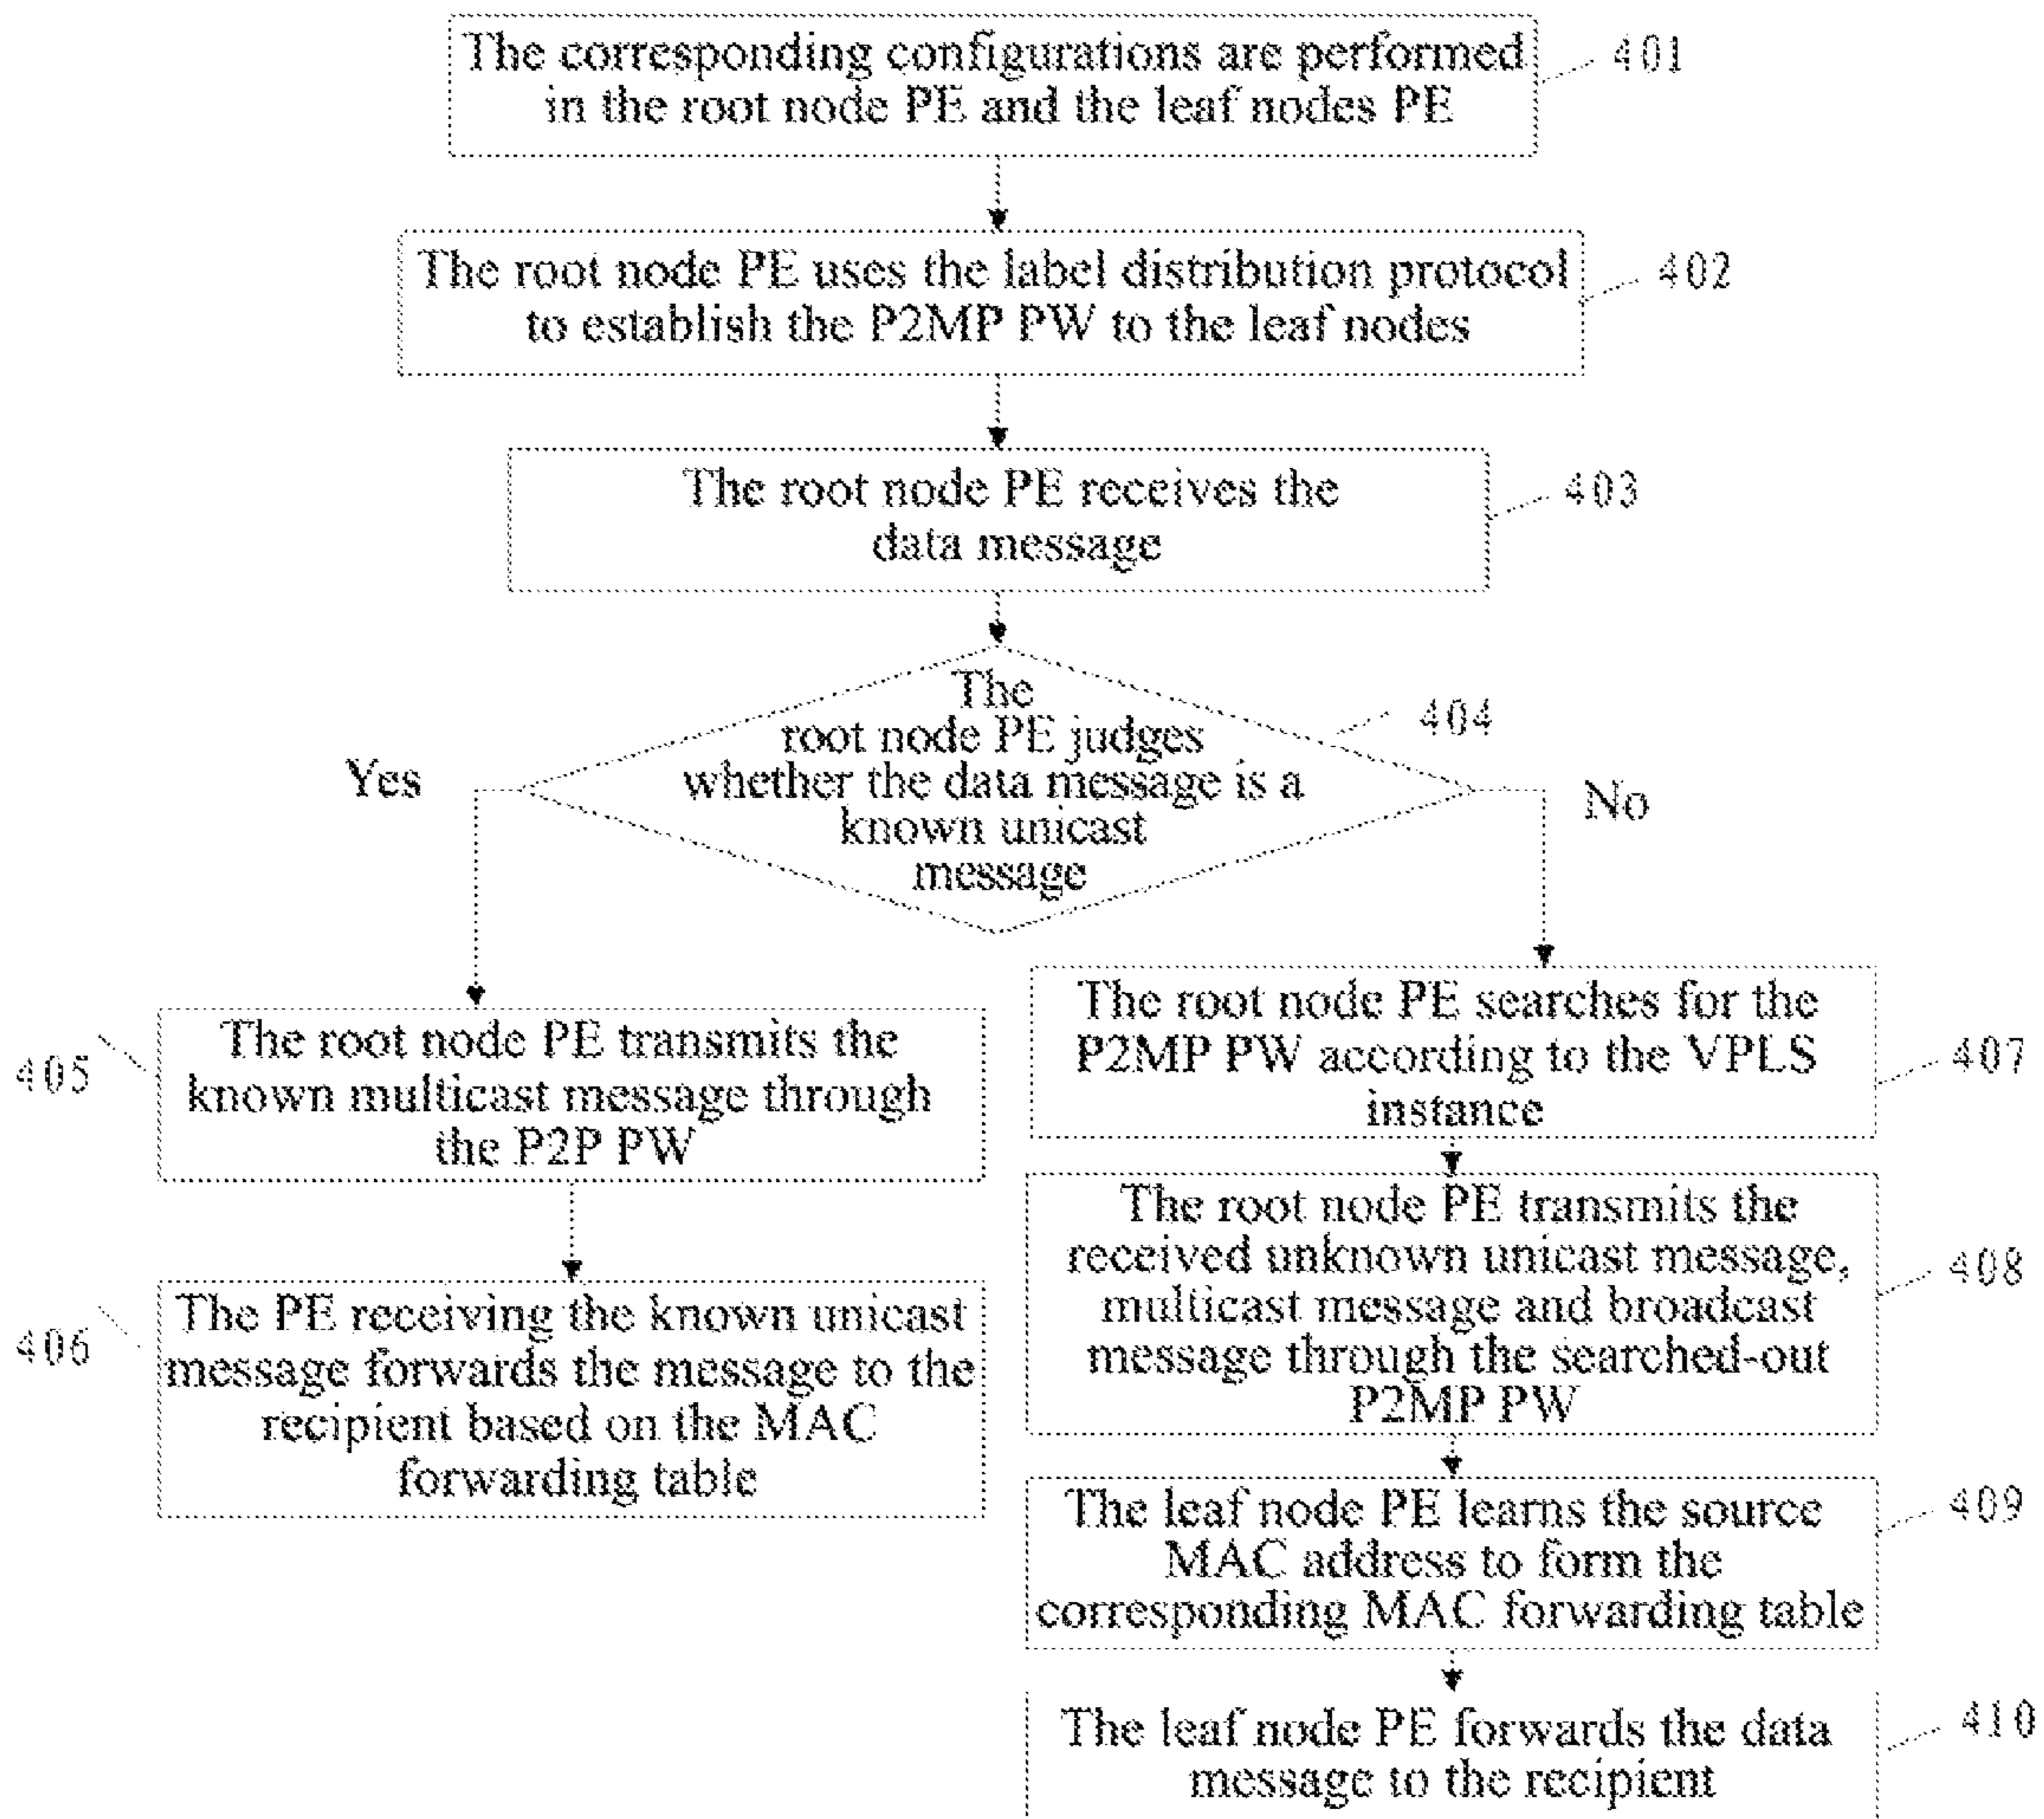 The corresponding configurations are performed
in the root node PE and the leaf nodes PE
401
The root node PE uses the label distribution protocol
to establish the P2MP PW to the leaf nodes
402
The root node PE receives the
data message
403
The
root node PE judges
whether the data message is a
known unicast
message
404
Yes
No
The root node PE transmits the
known multicast message through
the P2P PW
405
The PE receiving the known unicast
message forwards the message to the
recipient based on the MAC
forwarding table
406
The root node PE searches for the
P2MP PW according to the VPLS
instance
407
The root node PE transmits the
received unknown unicast message,
multicast message and broadcast
message through the searched-out
P2MP PW
408
The leaf node PE learns the source
MAC address to form the
corresponding MAC forwarding table
409
The leaf node PE forwards the data
message to the recipient
410